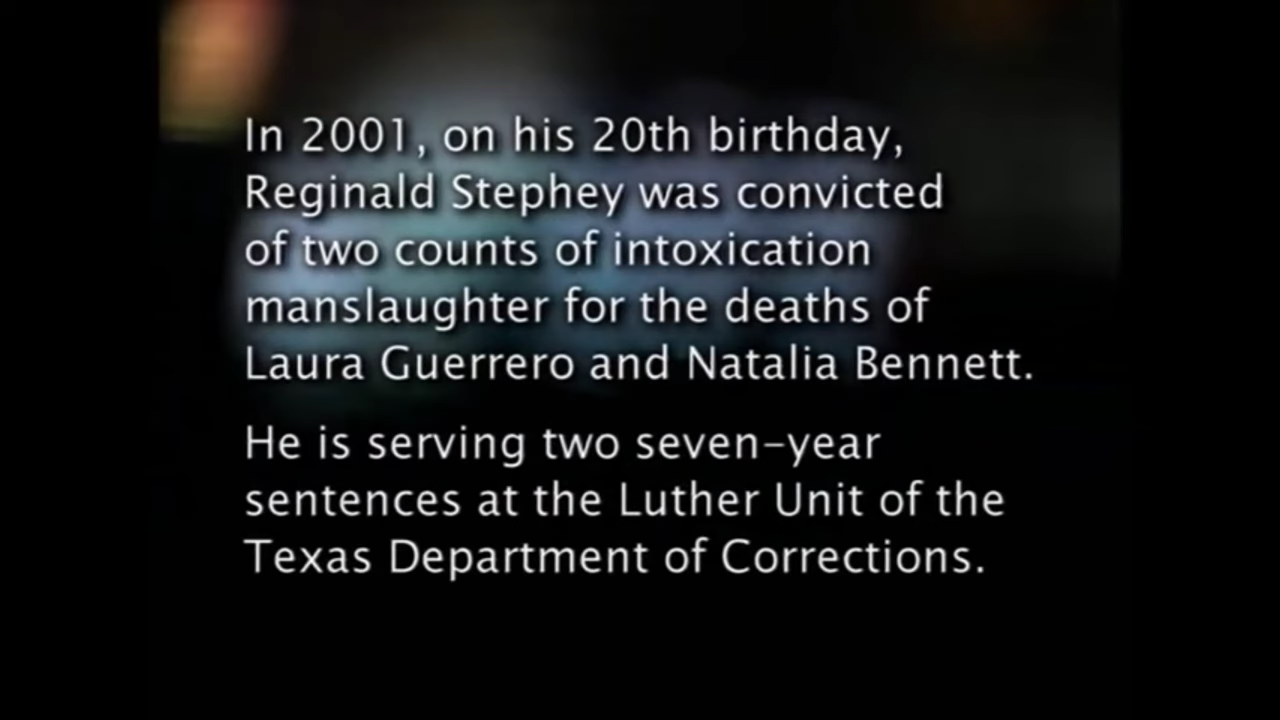 In 2001, on his 20th birthday,
Reginald Stephey was convicted
of two counts of intoxication
manslaughter for the deaths of
Laura Guerrero and Natalia Bennett.
He is serving two seven-year
sentences at the Luther Unit of the
Texas Department of Corrections.